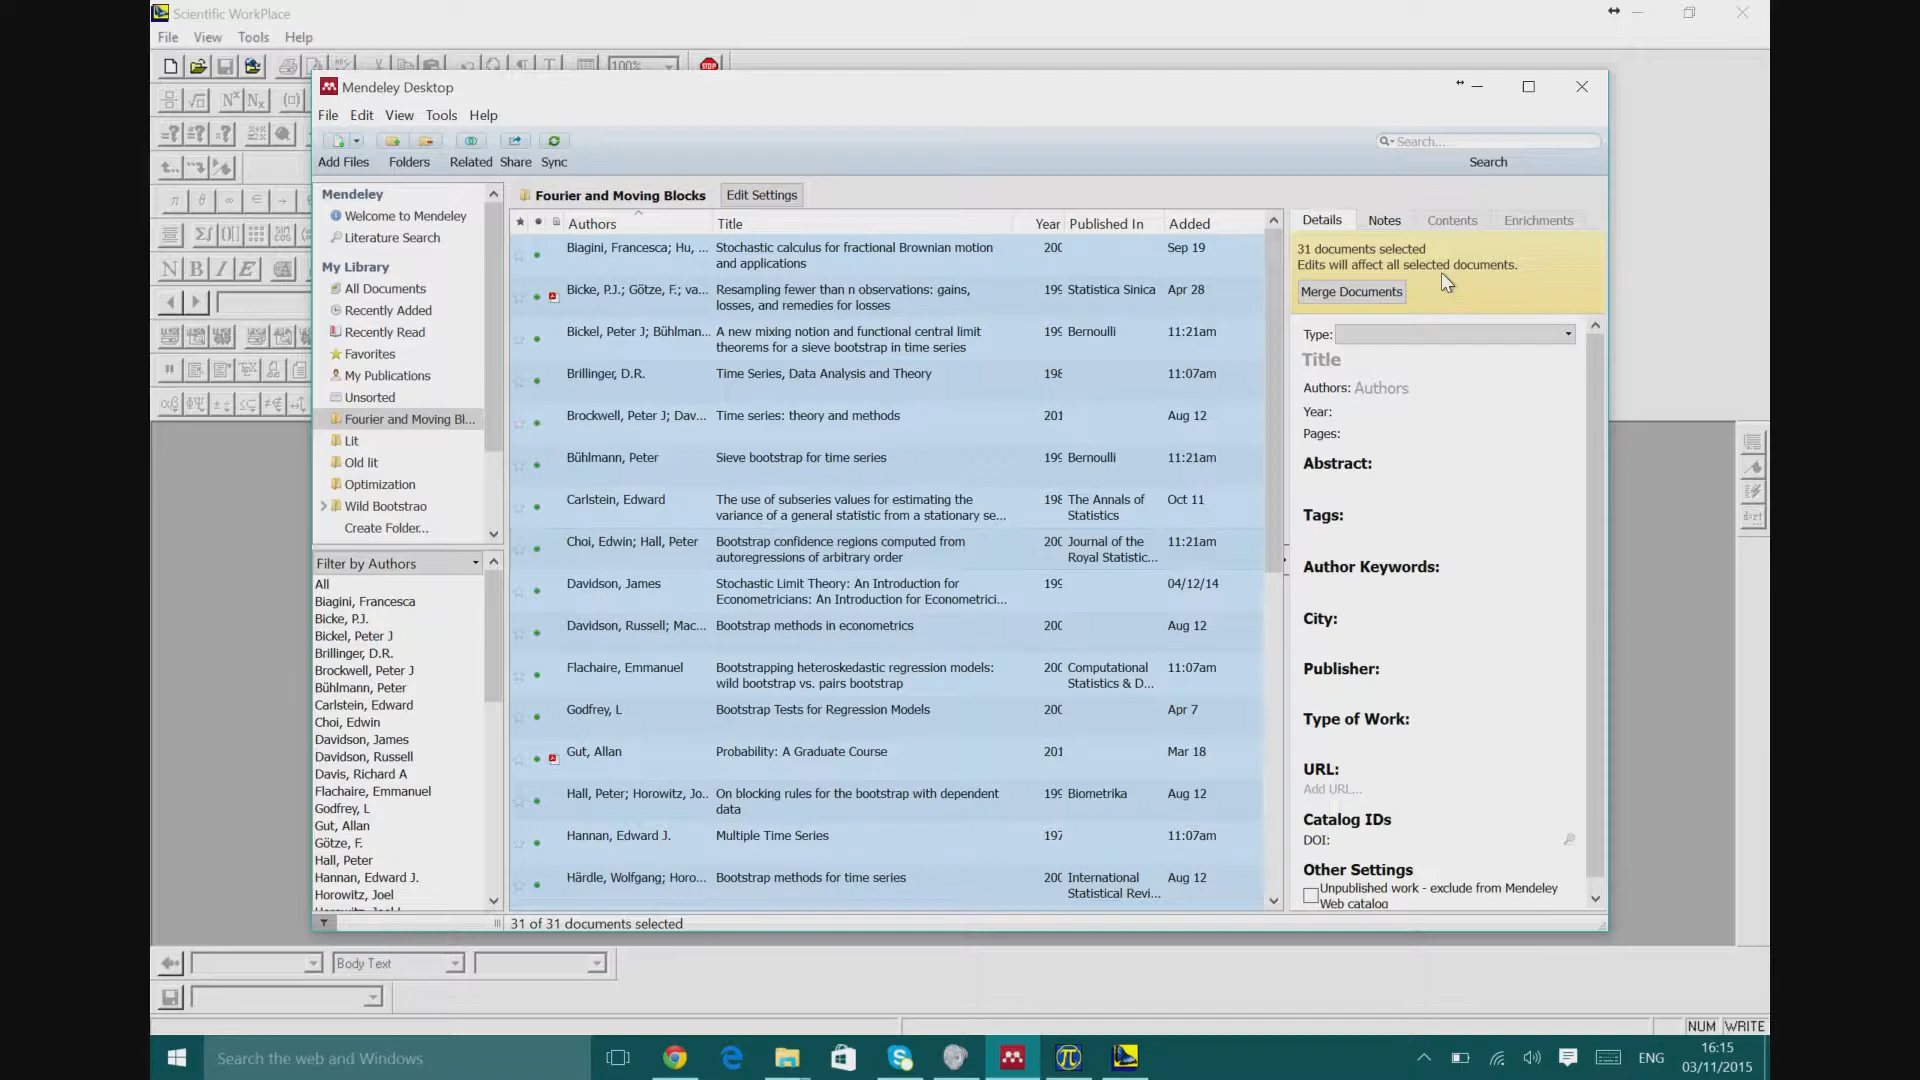 Scientific WorkPlace
File View Tools Help
100%
STOP
Mendeley Desktop
File Edit View Tools Help
Search...
Add Files Folders Related Share Sync Search
Mendeley
Welcome to Mendeley
Literature Search
My Library
All Documents
Recently Added
Recently Read
Favorites
My Publications
Unsorted
Fourier and Moving Bl...
Lit
Old lit
Optimization
Wild Bootstrap
Create Folder...
Filter by Authors
All
Biagini, Francesca
Bicke, P.J.
Bickel, Peter J
Brillinger, D.R.
Brockwell, Peter J
Bühlmann, Peter
Carlstein, Edward
Choi, Edwin
Davidson, James
Davidson, Russell
Davis, Richard A
Flachaire, Emmanuel
Godfrey, L
Gut, Allan
Götze, F.
Hall, Peter
Hannan, Edward J.
Horowitz, Joel
Fourier and Moving Blocks Edit Settings
Authors Title Year Published In Added
Biagini, Francesca; Hu, ... Stochastic calculus for fractional Brownian motion 200 Sep 19
and applications
Bicke, P.J.; Götze, F.; va... Resampling fewer than n observations: gains, 199 Statistica Sinica Apr 28
losses, and remedies for losses
Bickel, Peter J; Bühlman... A new mixing notion and functional central limit 199 Bernoulli 11:21am
theorems for a sieve bootstrap in time series
Brillinger, D.R. Time Series, Data Analysis and Theory 198 11:07am
Brockwell, Peter J; Dav... Time series: theory and methods 201 Aug 12
Bühlmann, Peter Sieve bootstrap for time series 199 Bernoulli 11:21am
Carlstein, Edward The use of subseries values for estimating the 198 The Annals of Oct 11
variance of a general statistic from a stationary se... Statistics
Choi, Edwin; Hall, Peter Bootstrap confidence regions computed from 200 Journal of the 11:21am
autoregressions of arbitrary order Royal Statistic...
Davidson, James Stochastic Limit Theory: An Introduction for 199 04/12/14
Econometricians: An Introduction for Econometrici...
Davidson, Russell; Mac... Bootstrap methods in econometrics 200 Aug 12
Flachaire, Emmanuel Bootstrapping heteroskedastic regression models: 200 Computational 11:07am
wild bootstrap vs. pairs bootstrap Statistics & D...
Godfrey, L Bootstrap Tests for Regression Models 200 Apr 7
Gut, Allan Probability: A Graduate Course 201 Mar 18
Hall, Peter; Horowitz, Jo.. On blocking rules for the bootstrap with dependent 199 Biometrika Aug 12
data
Hannan, Edward J. Multiple Time Series 197 11:07am
Härdle, Wolfgang; Horo... Bootstrap methods for time series 200 International Aug 12
Statistical Revi...
31 of 31 documents selected
Details Notes Contents Enrichments
31 documents selected
Edits will affect all selected documents.
Merge Documents
Type:
Title
Authors: Authors
Year:
Pages:
Abstract:
Tags:
Author Keywords:
City:
Publisher:
Type of Work:
URL:
Add URL...
Catalog IDs
DOI:
Other Settings
Unpublished work - exclude from Mendeley
Web catalog
Body Text
NUM WRITE
Search the web and Windows
ENG
16:15
03/11/2015